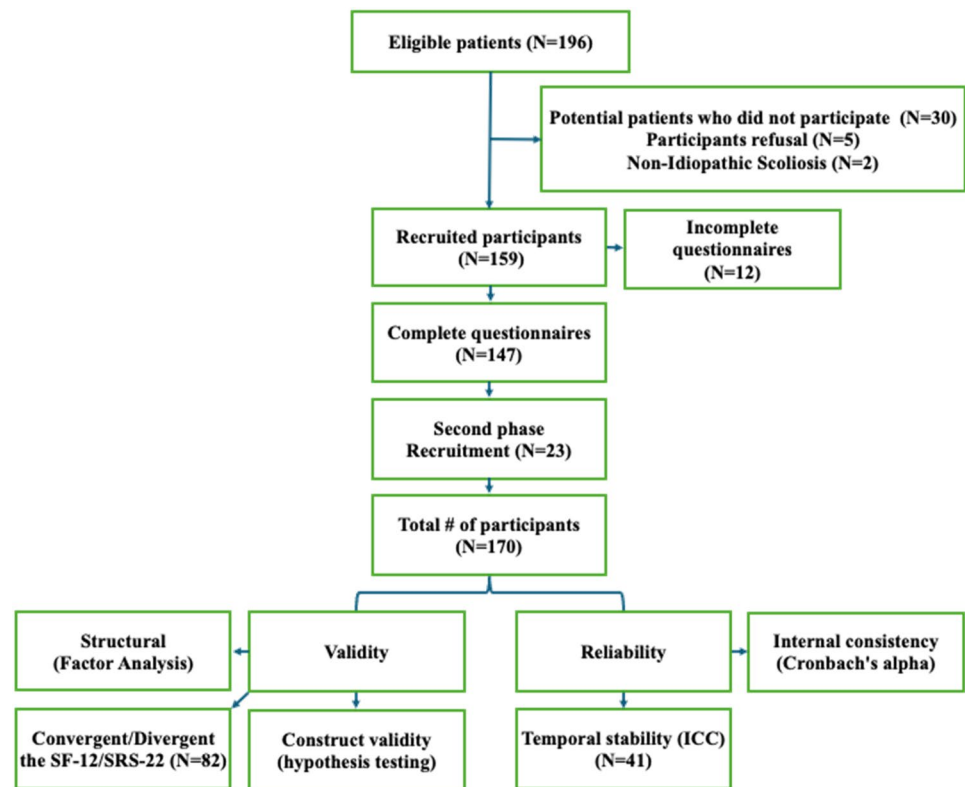 Eligible patients (N=196)
Potential patients who did not participate (N=30)
Participants refusal (N=5)
Non-Idiopathic Scoliosis (N=2)
Recruited participants
(N=159)
Incomplete
questionnaires
(N=12)
Complete questionnaires
(N=147)
Second phase
Recruitment (N=23)
Total # of participants
(N=170)
Structural
(Factor Analysis)
Validity
Reliability
Internal consistency
(Cronbach's alpha)
Convergent/Divergent
the SF-12/SRS-22 (N=82)
Construct validity
(hypothesis testing)
Temporal stability (ICC)
(N=41)